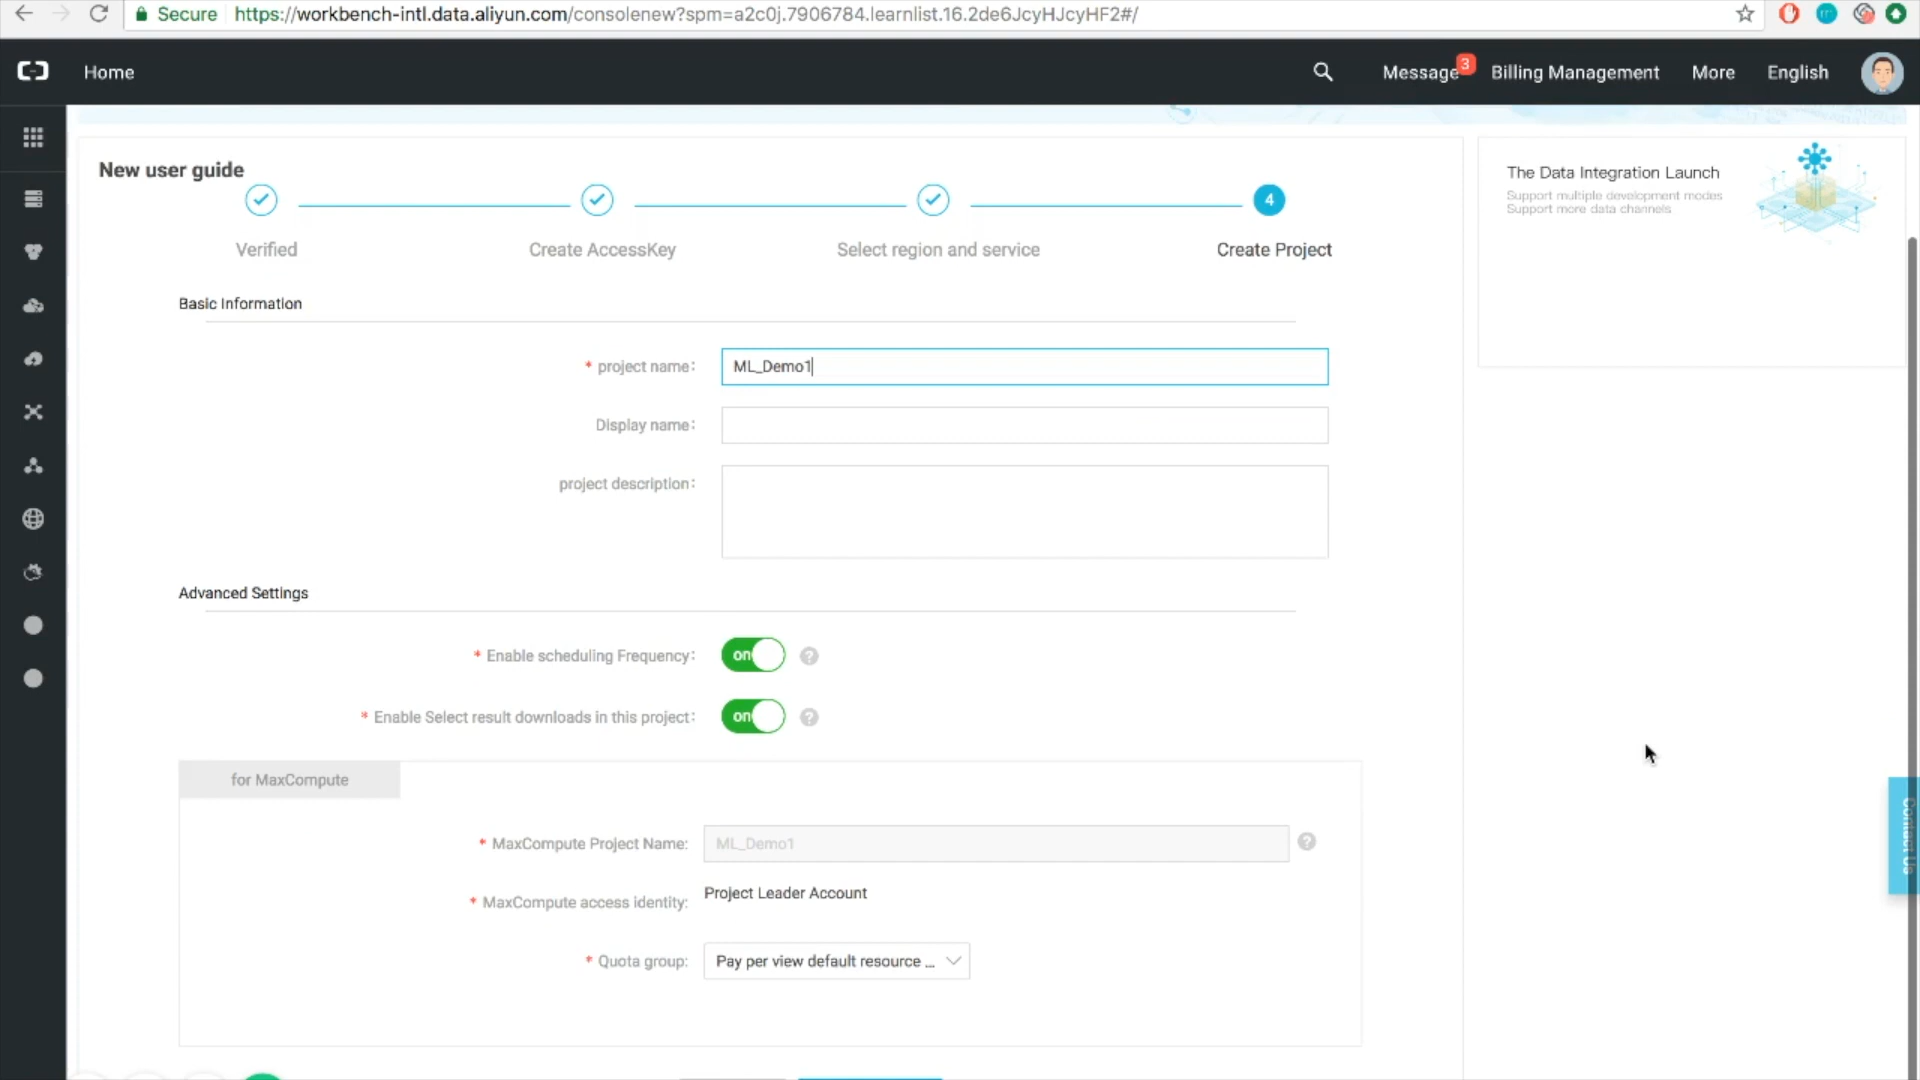 Secure https://workbench-intl.data.aliyun.com/consolenew?spm=a2c0j.7906784.learnlist.16.2de6JcyHJcyHF2#/
Home Message 3 Billing Management More English
New user guide
4
Verified Create AccessKey Select region and service Create Project
The Data Integration Launch
Support multiple development modes
Support more data channels
Basic Information
* project name: ML_Demo1
Display name:
project description:
Advanced Settings
* Enable scheduling Frequency: on ?
* Enable Select result downloads in this project: on ?
for MaxCompute
* MaxCompute Project Name: ML_Demo1 ?
* MaxCompute access identity: Project Leader Account
* Quota group: Pay per view default resource ...
Contact Us